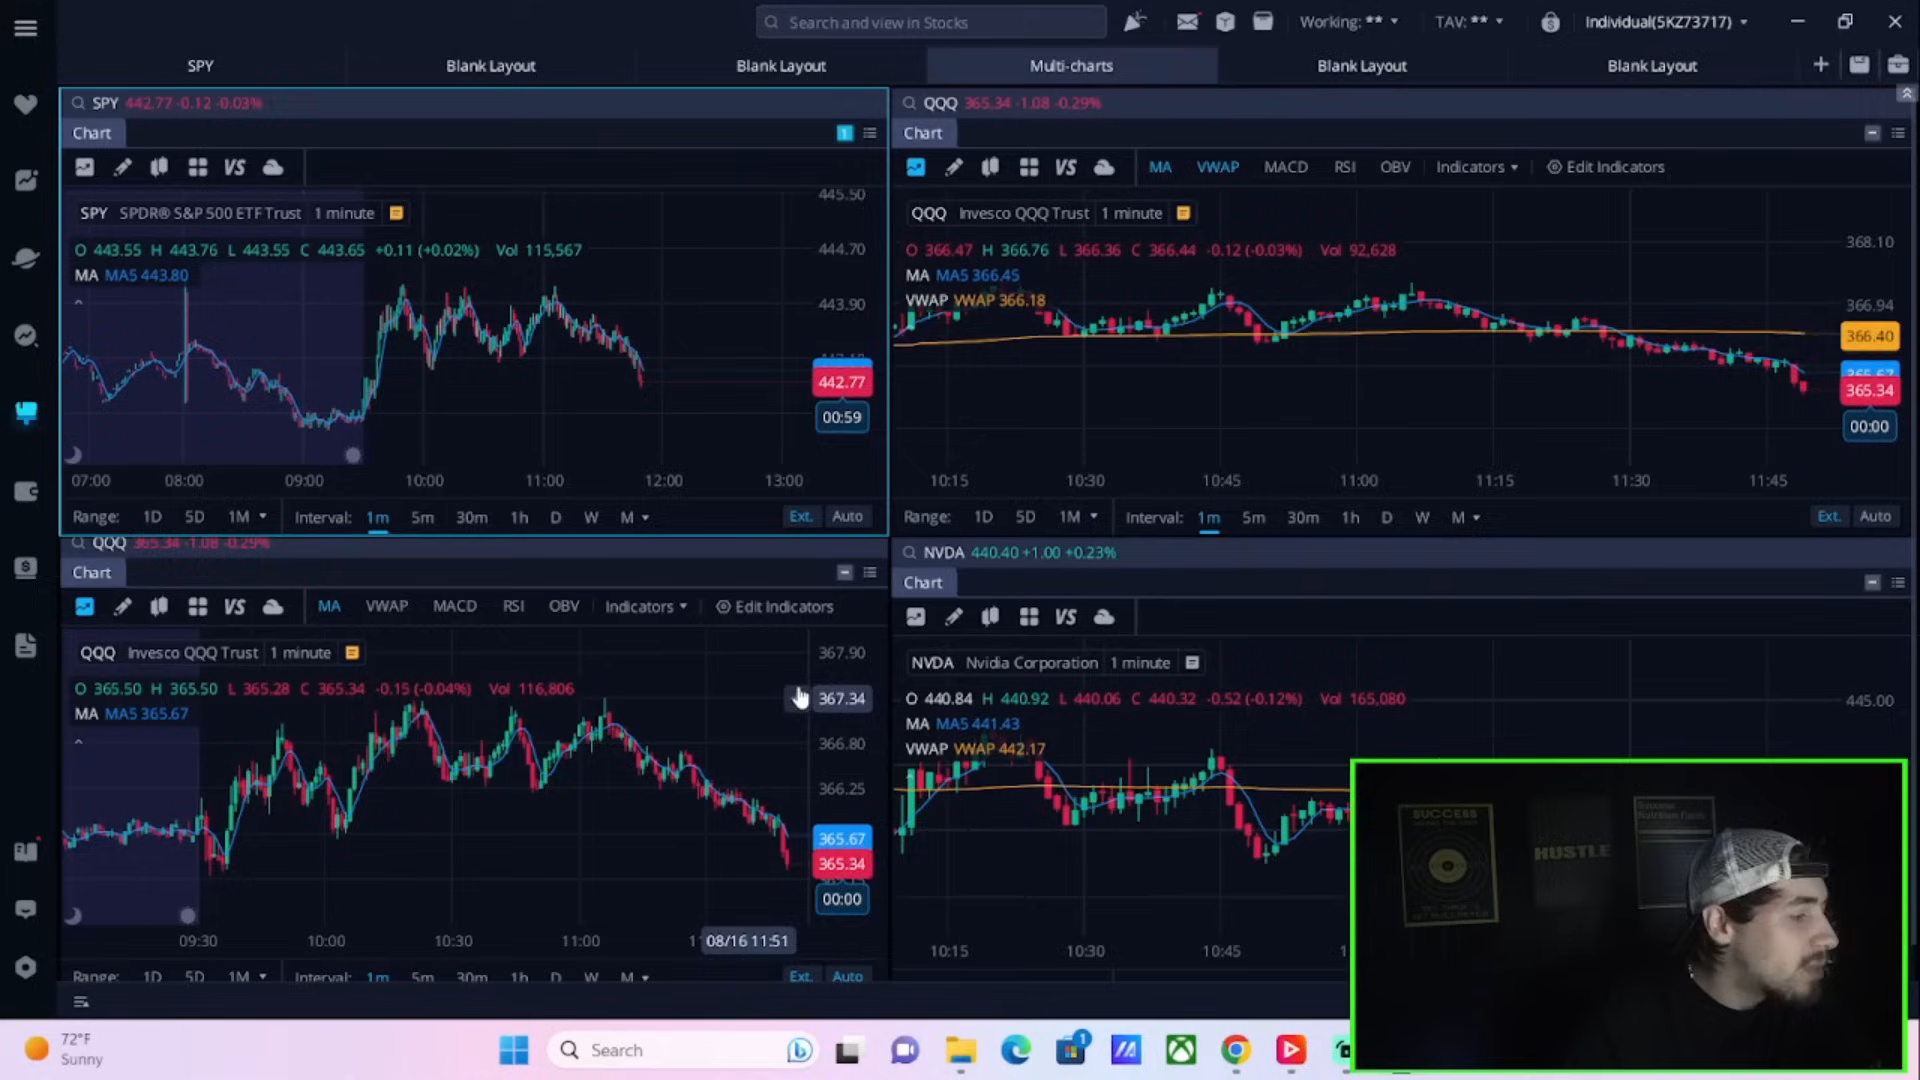 Search and view in Stocks
Working: **
TAV: **
Individual(5KZ73717)
SPY
Blank Layout
Blank Layout
Multi-charts
Blank Layout
Blank Layout
SPY 442.77 -0.12 -0.03%
Chart
1
VS
SPY SPDR® S&P 500 ETF Trust 1 minute
O 443.55 H 443.76 L 443.55 C 443.65 +0.11 (+0.02%) Vol 115,567
MA MA5 443.80
445.50
444.70
443.90
442.77
00:59
07:00 08:00 09:00 10:00 11:00 12:00 13:00
Range: 1D 5D 1M Interval: 1m 5m 30m 1h D W M Ext. Auto
QQQ 365.34 -1.08 -0.29%
Chart
VS MA VWAP MACD RSI OBV Indicators Edit Indicators
QQQ Invesco QQQ Trust 1 minute
O 366.47 H 366.76 L 366.36 C 366.44 -0.12 (-0.03%) Vol 92,628
MA MA5 366.45
VWAP VWAP 366.18
368.10
366.94
366.40
365.67
365.34
00:00
10:15 10:30 10:45 11:00 11:15 11:30 11:45
Range: 1D 5D 1M Interval: 1m 5m 30m 1h D W M Ext. Auto
QQQ 365.34 -1.08 -0.29%
Chart
VS MA VWAP MACD RSI OBV Indicators Edit Indicators
QQQ Invesco QQQ Trust 1 minute
O 365.50 H 365.50 L 365.28 C 365.34 -0.15 (-0.04%) Vol 116,806
MA MA5 365.67
367.90
367.34
366.80
366.25
365.67
365.34
00:00
09:30 10:00 10:30 11:00 08/16 11:51
Range: 1D 5D 1M Interval: 1m 5m 30m 1h D W M Ext. Auto
NVDA 440.40 +1.00 +0.23%
Chart
VS
NVDA Nvidia Corporation 1 minute
O 440.84 H 440.92 L 440.06 C 440.32 -0.52 (-0.12%) Vol 165,080
MA MA5 441.43
VWAP VWAP 442.17
445.00
10:15 10:30 10:45
SUCCESS
HUSTLE
Success
Nutrition Facts
72°F
Sunny
Search
1